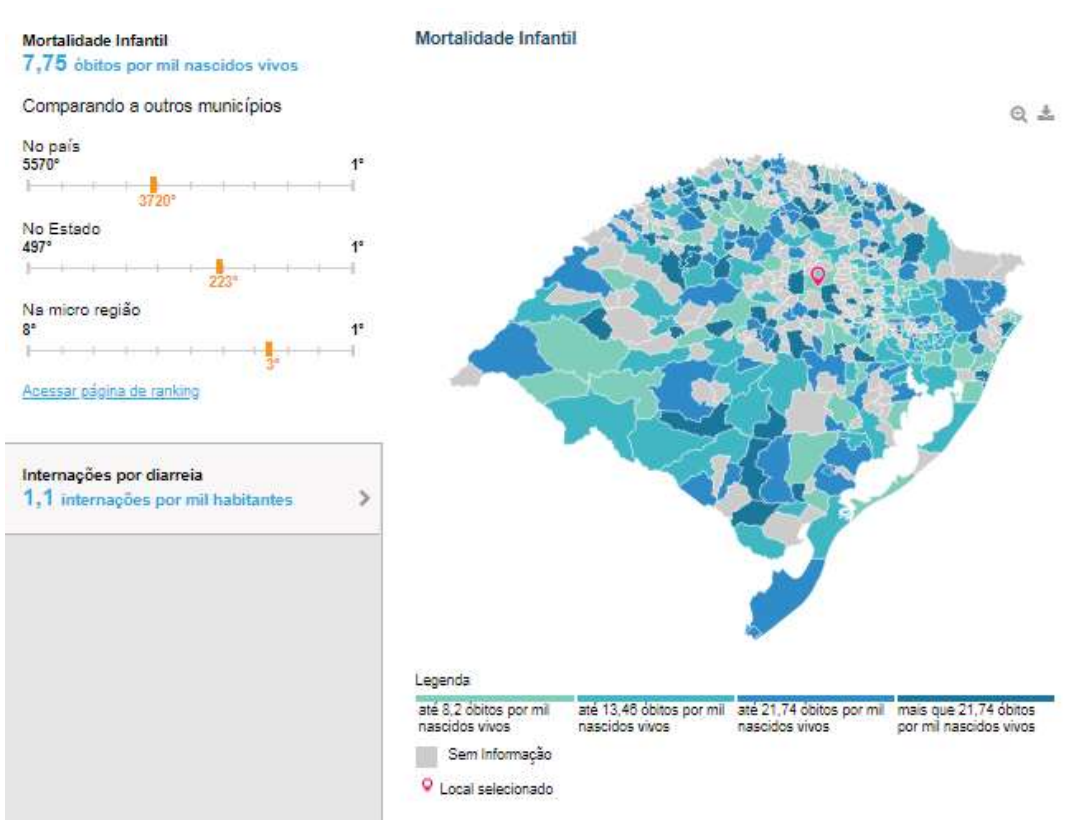 Mortalidade Infantil
7,75 óbitos por mil nascidos vivos
Comparando a outros municípios
No país
5570° 1°
3720°
No Estado
497° 1°
223°
Na micro região
8° 1°
3°
Acessar página de ranking
Internações por diarreia
1,1 internações por mil habitantes
Mortalidade Infantil
Legenda
até 8,2 óbitos por mil
nascidos vivos
até 13,46 óbitos por mil
nascidos vivos
até 21,74 óbitos por mil
nascidos vivos
mais que 21,74 óbitos
por mil nascidos vivos
Sem Informação
Local selecionado